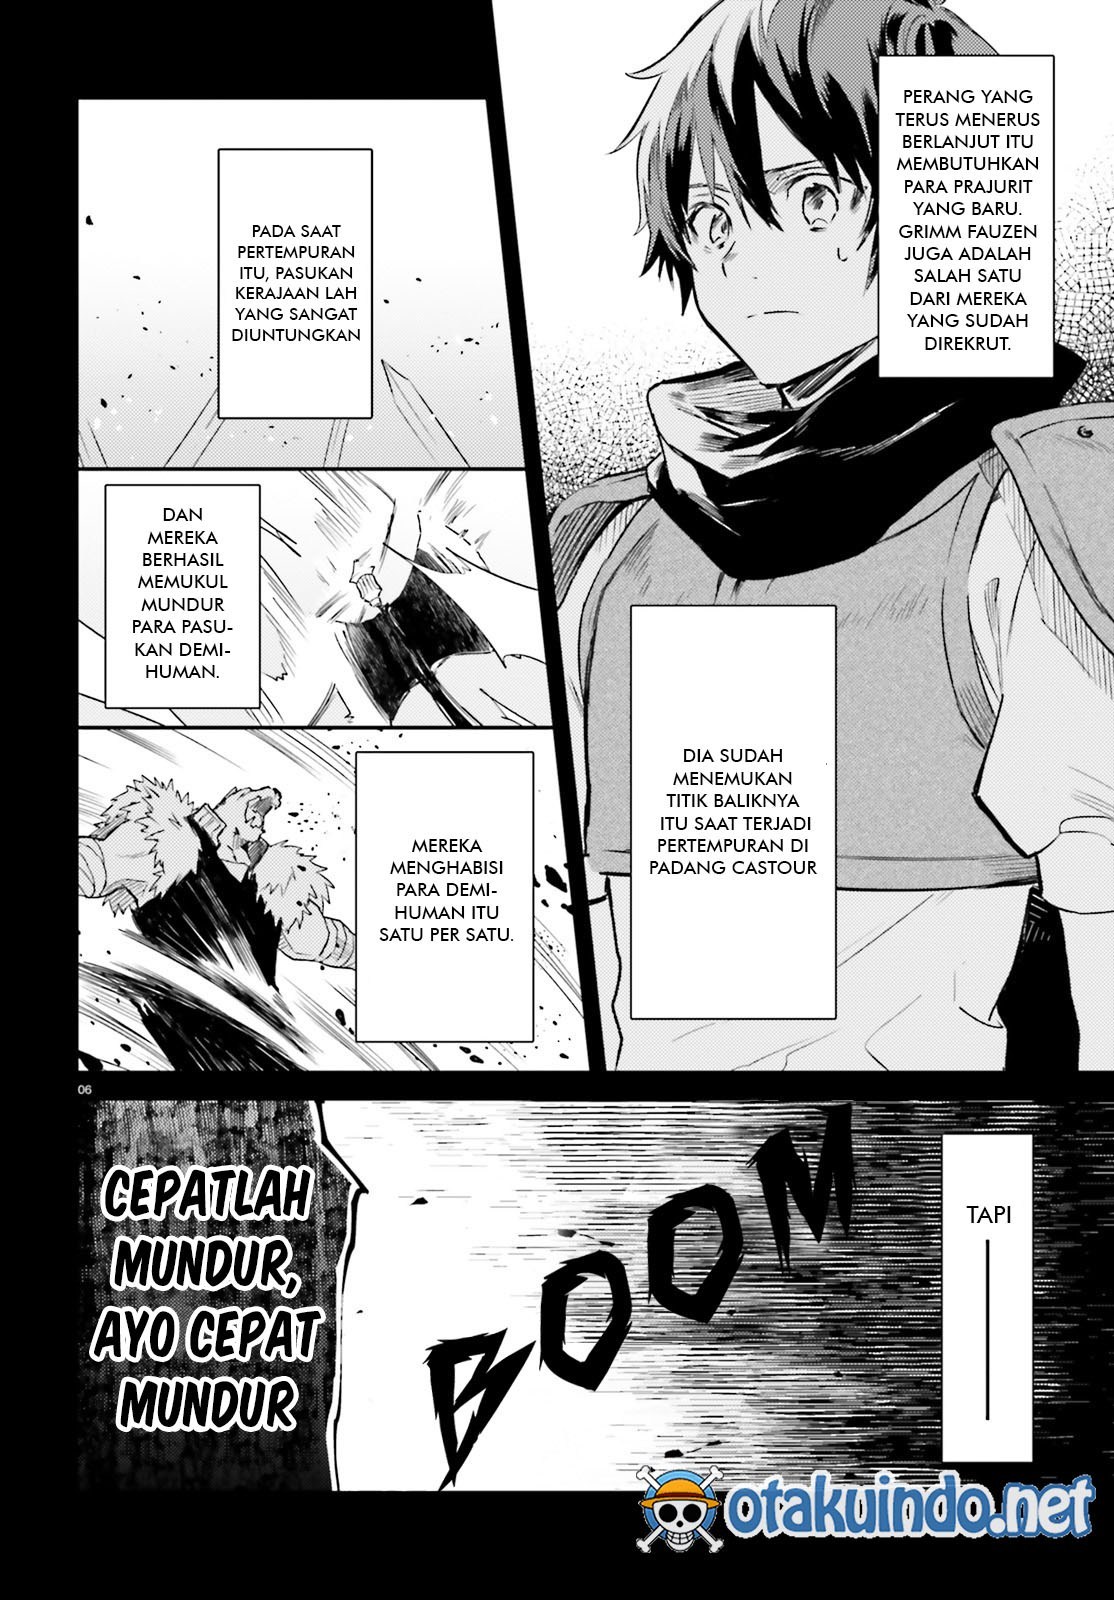 PERANG YANG
TERUS MENERUS
BERLANJUT ITU
MEMBUTUHKAN
PARA PRAJURIT
YANG BARU.
GRIMM FAUZEN
JUGA ADALAH
SALAH SATU
DARI MEREKA
YANG SUDAH
DIREKRUT.
DIA SUDAH
MENEMUKAN
TITIK BALIKNYA
ITU SAAT TERJADI
PERTEMPURAN DI
PADANG CASTOUR
PADA SAAT
PERTEMPURAN
ITU, PASUKAN
KERAJAAN LAH
YANG SANGAT
DIUNTUNGKAN
DAN
MEREKA
BERHASIL
MEMUKUL
MUNDUR
PARA PASU-
KAN DEMI-
HUMAN.
MEREKA
MENGHABISI
PARA DEMI-
HUMAN ITU
SATU PER SATU.
06
TAPI
BOOM
CEPATLAH
MUNDUR,
AYO CEPAT
MUNDUR
otakuindo.net